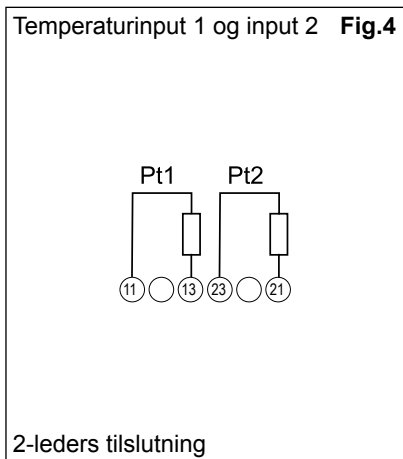 Temperaturinput 1 og input 2 Fig.4
Pt1 Pt2
11 13 23 21
2-leders tilslutning